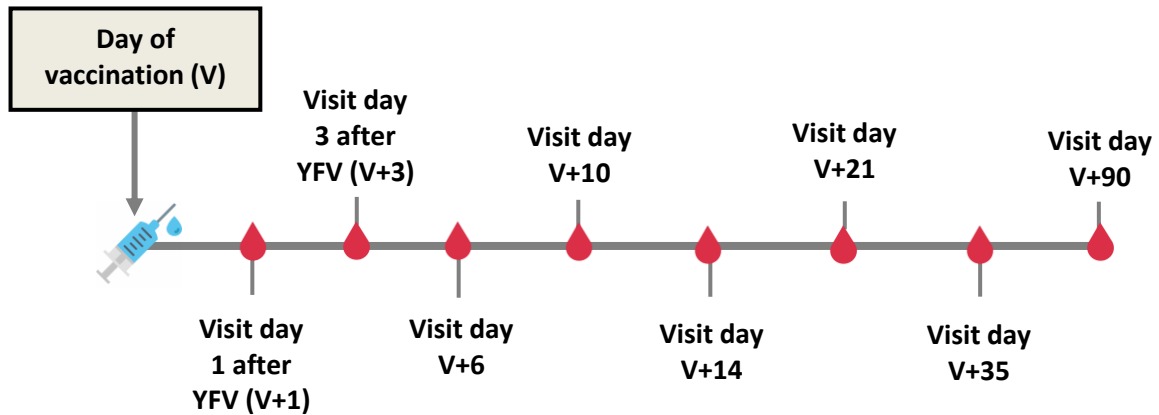 Day of
vaccination (V)
Visit day
1 after
YFV (V+1)
Visit day
3 after
YFV (V+3)
Visit day
V+6
Visit day
V+10
Visit day
V+14
Visit day
V+21
Visit day
V+35
Visit day
V+90